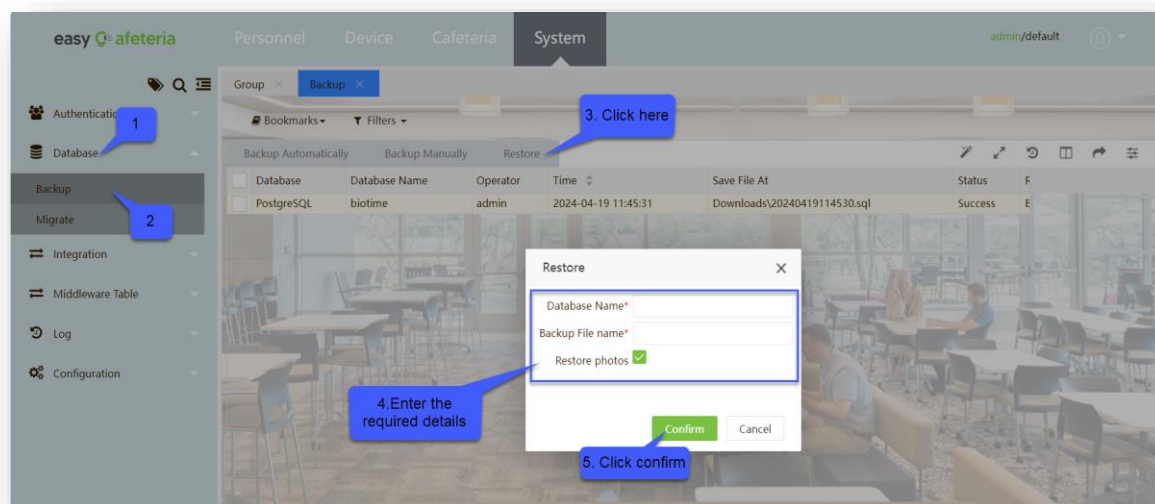 easy Cafeteria
Personnel Device Cafeteria System admin/default
Group Backup
Authentication
1
Bookmarks Filters
3. Click here
Database
Backup Automatically Backup Manually Restore
Database Database Name Operator Time Save File At Status
Backup
PostgreSQL biotime admin 2024-04-19 11:45:31 Downloads\20240419114530.sql Success
Migrate
2
Integration
Restore
Middleware Table
Database Name*
Log
Backup File name*
Restore photos
Configuration
4.Enter the
required details
Confirm Cancel
5. Click confirm